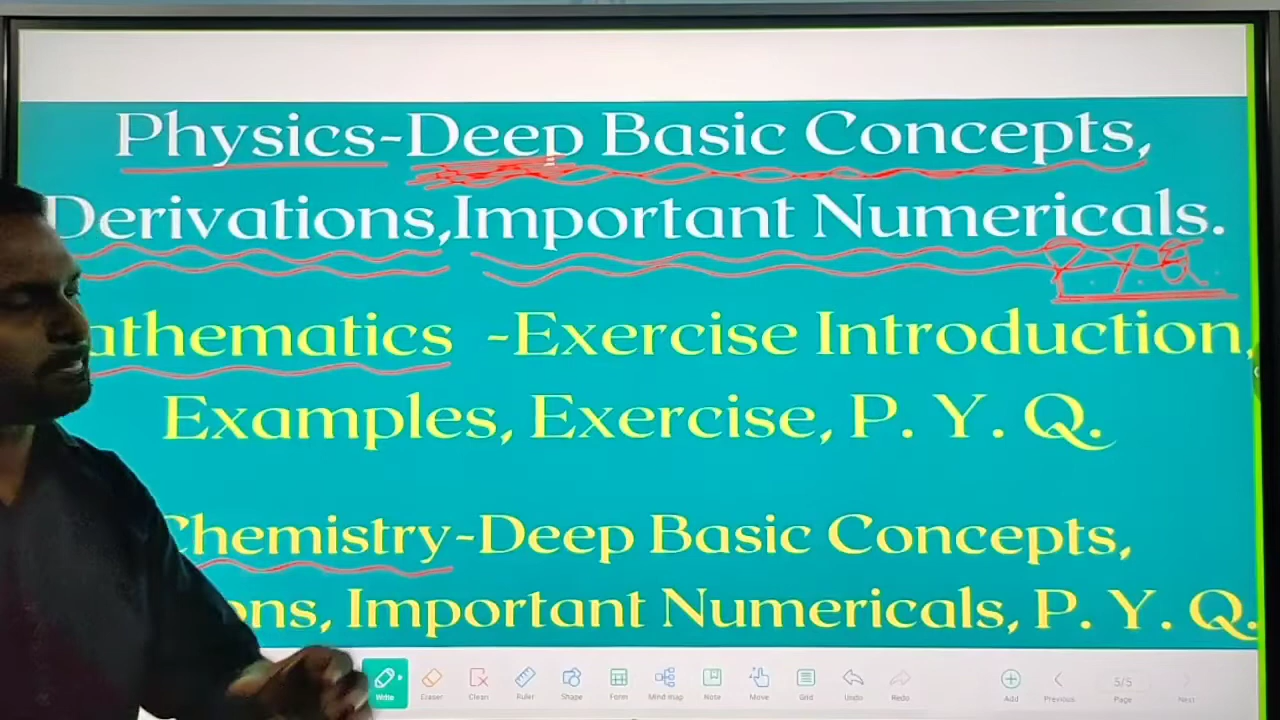 Physics-Deep Basic Concepts,
Derivations,Important Numericals.
P.Y.Q
athematics -Exercise Introduction,
Examples, Exercise, P. Y. Q.
Chemistry-Deep Basic Concepts,
ons, Important Numericals, P. Y. Q.
Write Eraser Clean Ruler Shape Form Mind map Note Move Grid Undo Redo Add Previous 5/5 Page Next